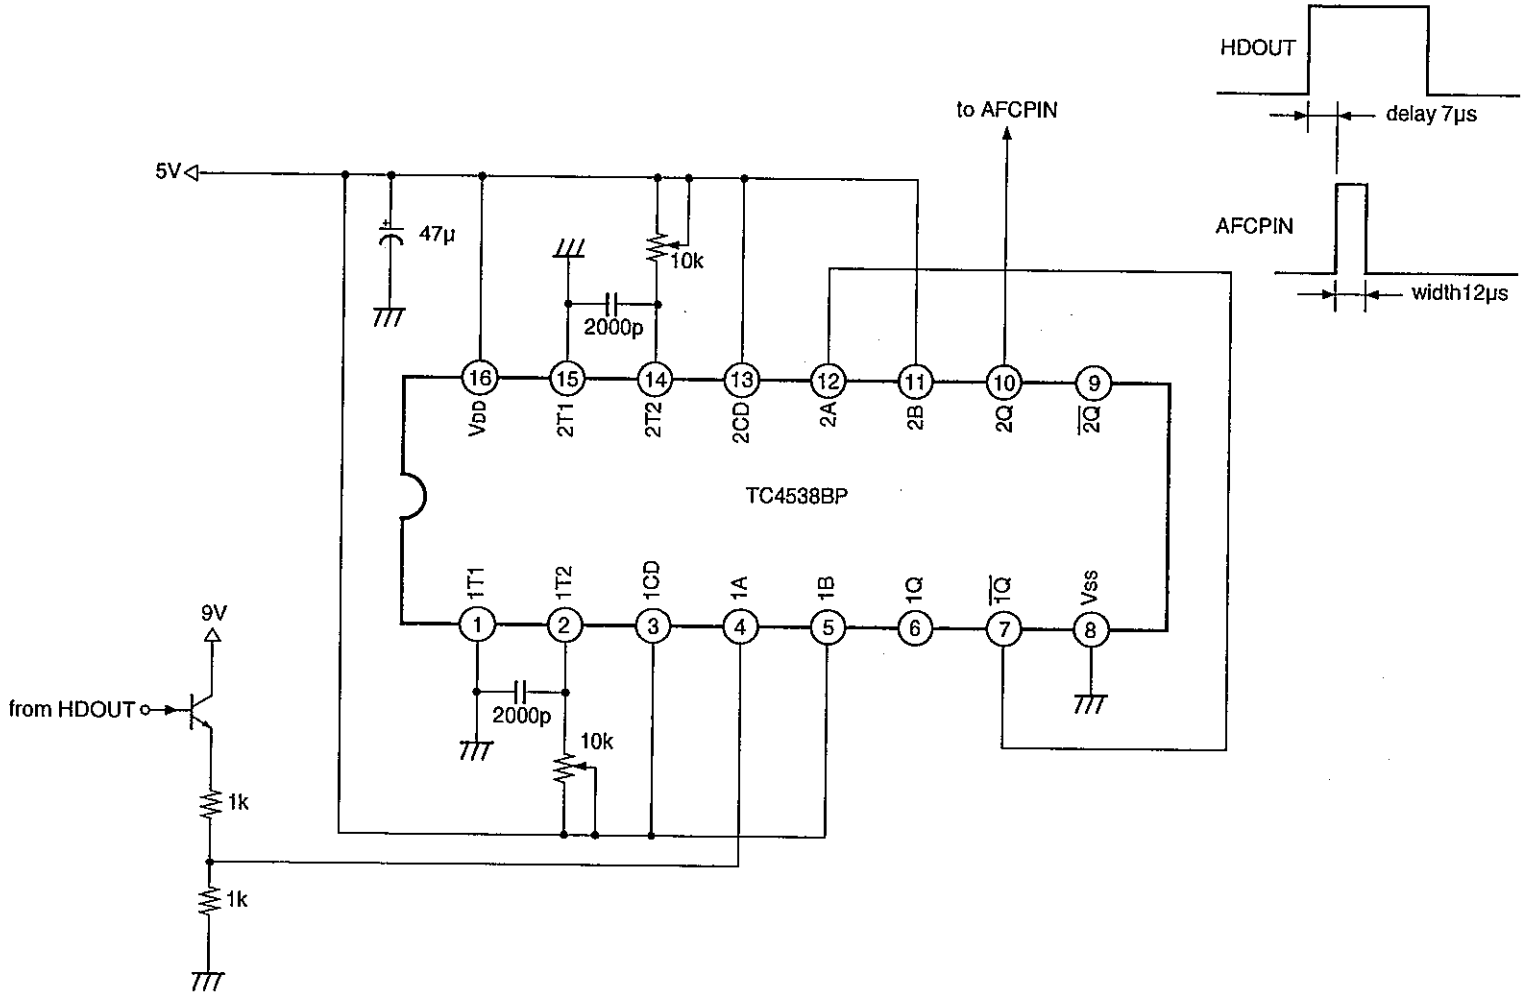 HDOUT
delay 7µs
AFCPIN
width12µs
to AFCPIN
5V
47µ
10k
2000p
16 15 14 13 12 11 10 9
VDD 2T1 2T2 2CD 2A 2B 2Q 2Q
TC4538BP
1T1 1T2 1CD 1A 1B 1Q 1Q Vss
1 2 3 4 5 6 7 8
9V
from HDOUT
2000p
10k
1k
1k